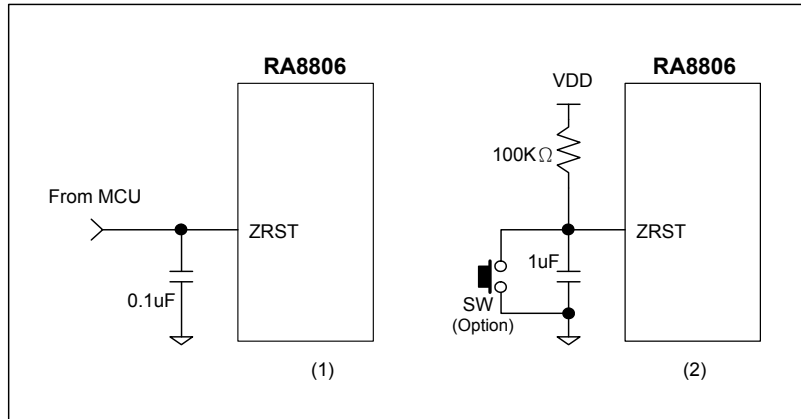 RA8806
From MCU
ZRST
0.1uF
(1)
RA8806
VDD
100KΩ
ZRST
1uF
SW
(Option)
(2)